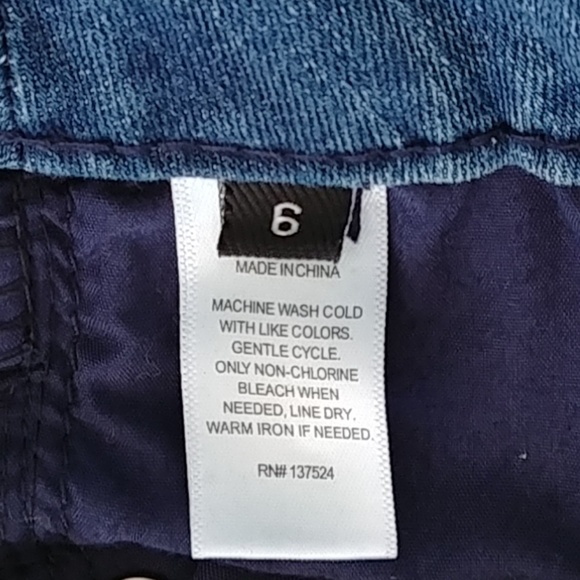 6
MADE IN CHINA
MACHINE WASH COLD
WITH LIKE COLORS.
GENTLE CYCLE.
ONLY NON-CHLORINE
BLEACH WHEN
NEEDED, LINE DRY.
WARM IRON IF NEEDED.
RN# 137524